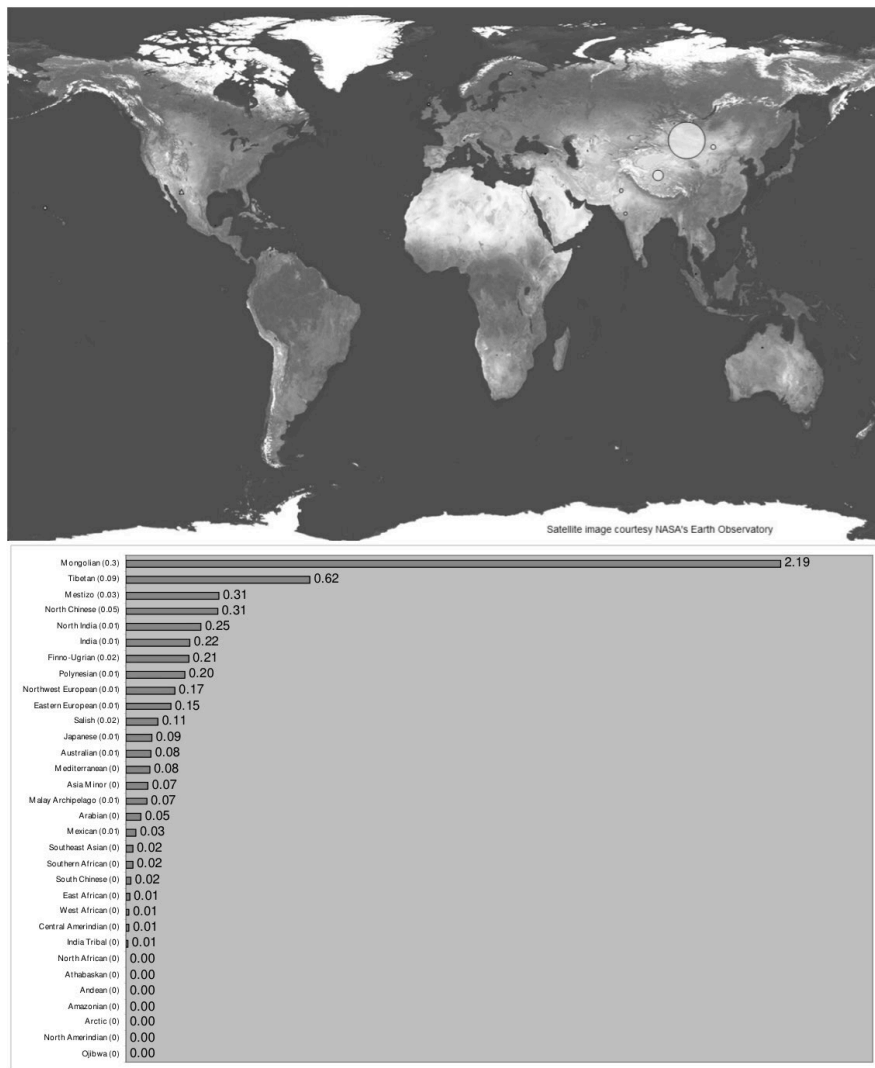 Satellite image courtesy NASA's Earth Observatory
Mongolian (0.3) 2.19
Tibetan (0.09) 0.62
Mestizo (0.03) 0.31
North Chinese (0.05) 0.31
North India (0.01) 0.25
India (0.01) 0.22
Finno-Ugrian (0.02) 0.21
Polynesian (0.01) 0.20
Northwest European (0.01) 0.17
Eastern European (0.01) 0.15
Salish (0.02) 0.11
Japanese (0.01) 0.09
Australian (0.01) 0.08
Mediterranean (0) 0.08
Asia Minor (0) 0.07
Malay Archipelago (0.01) 0.07
Arabian (0) 0.05
Mexican (0.01) 0.03
Southeast Asian (0) 0.02
Southern African (0) 0.02
South Chinese (0) 0.02
East African (0) 0.01
West African (0) 0.01
Central Amerindian (0) 0.01
India Tribal (0) 0.01
North African (0) 0.00
Athabaskan (0) 0.00
Andean (0) 0.00
Amazonian (0) 0.00
Arctic (0) 0.00
North Amerindian (0) 0.00
Ojibwa (0) 0.00